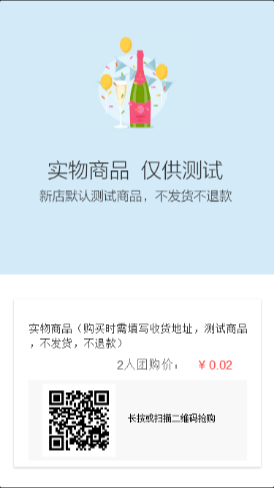 实物商品 仅供测试
新店默认测试商品，不发货不退款
实物商品（购买时需填写收货地址，测试商品
，不发货，不退款）
2人团购价： ￥0.02
长按或扫描二维码抢购